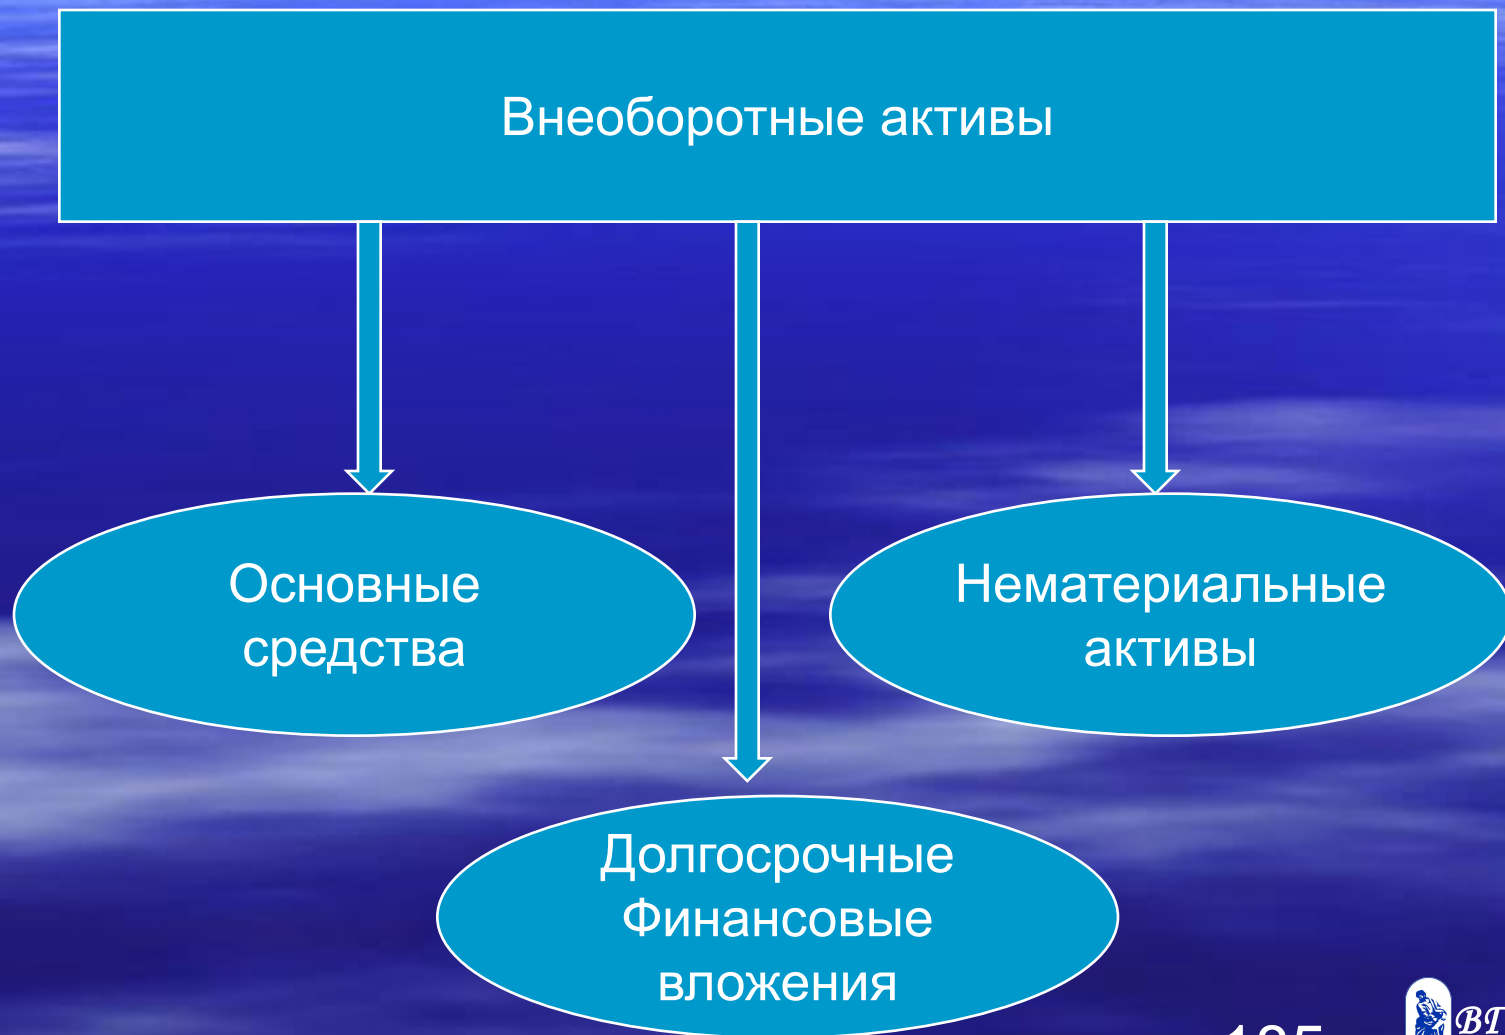 Внеоборотные активы
Основные
средства
Нематериальные
активы
Долгосрочные
Финансовые
вложения